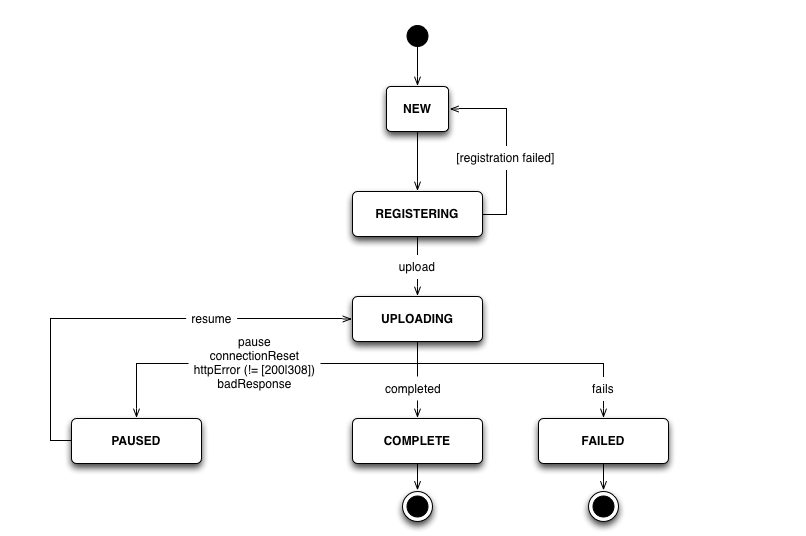 NEW
[registration failed]
REGISTERING
upload
UPLOADING
resume
pause
connectionReset
httpError (!= [200|308])
badResponse
completed
fails
PAUSED
COMPLETE
FAILED